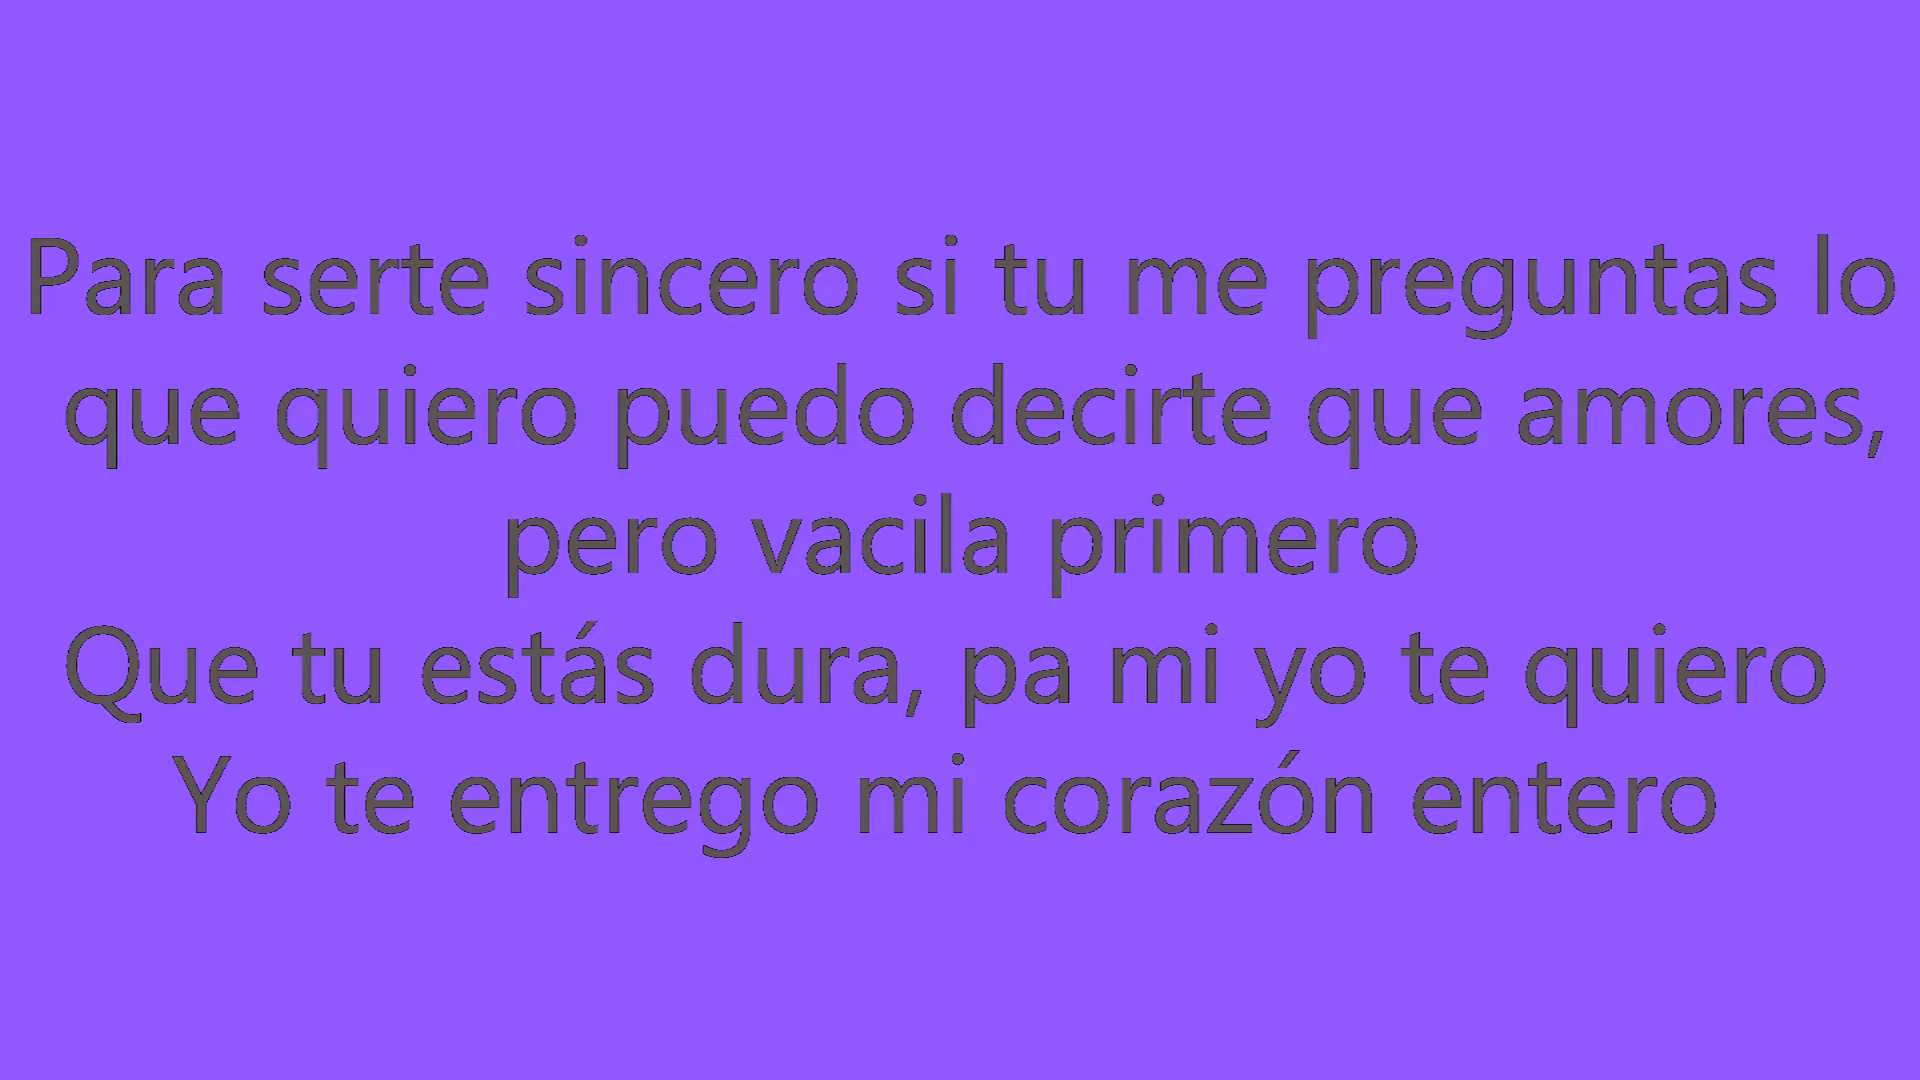 Para serte sincero si tu me preguntas lo
que quiero puedo decirte que amores,
pero vacila primero
Que tu estás dura, pa mi yo te quiero
Yo te entrego mi corazón entero